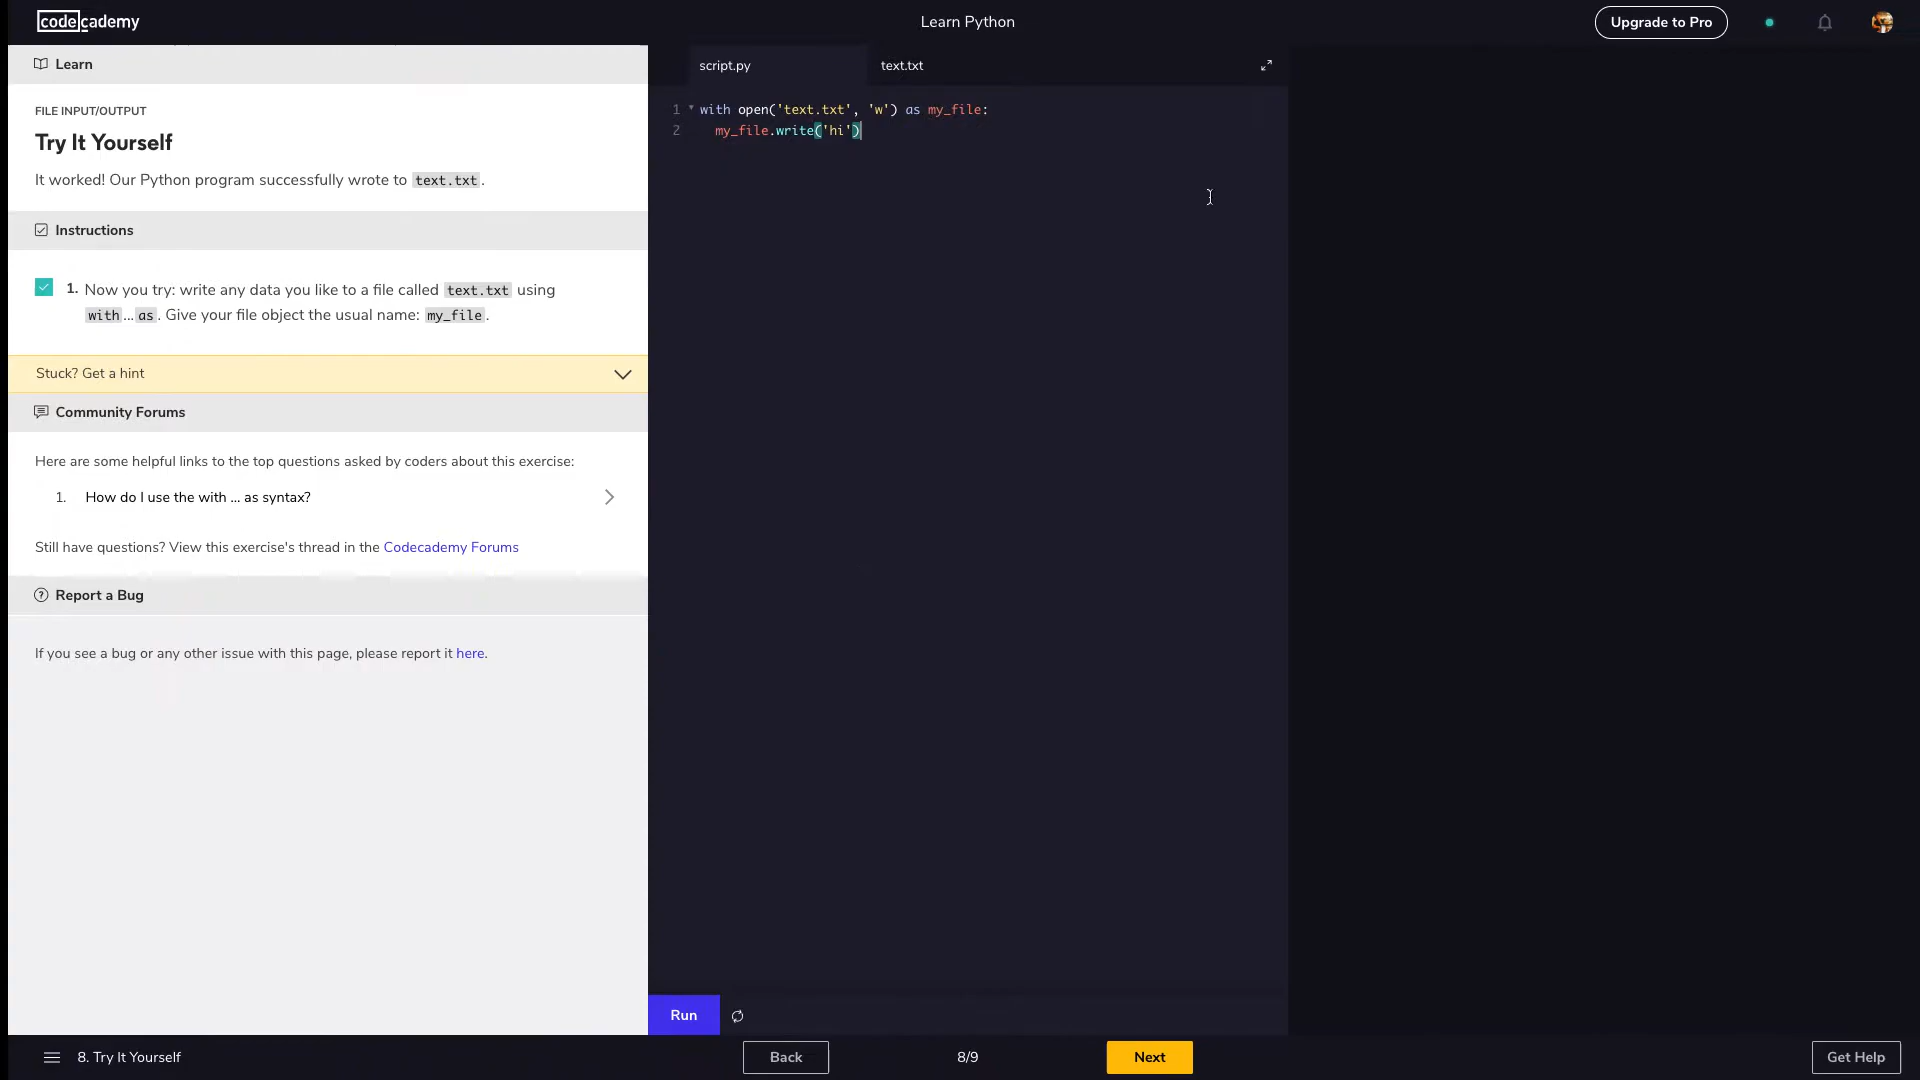 codecademy
Learn Python
Upgrade to Pro
Learn
FILE INPUT/OUTPUT
Try It Yourself
It worked! Our Python program successfully wrote to text.txt.
Instructions
1. Now you try: write any data you like to a file called text.txt using
with...as. Give your file object the usual name: my_file.
Stuck? Get a hint
Community Forums
Here are some helpful links to the top questions asked by coders about this exercise:
1. How do I use the with ... as syntax?
Still have questions? View this exercise's thread in the Codecademy Forums
Report a Bug
If you see a bug or any other issue with this page, please report it here.
script.py
text.txt
1 with open('text.txt', 'w') as my_file:
2 my_file.write('hi')
Run
8. Try It Yourself
Back
8/9
Next
Get Help